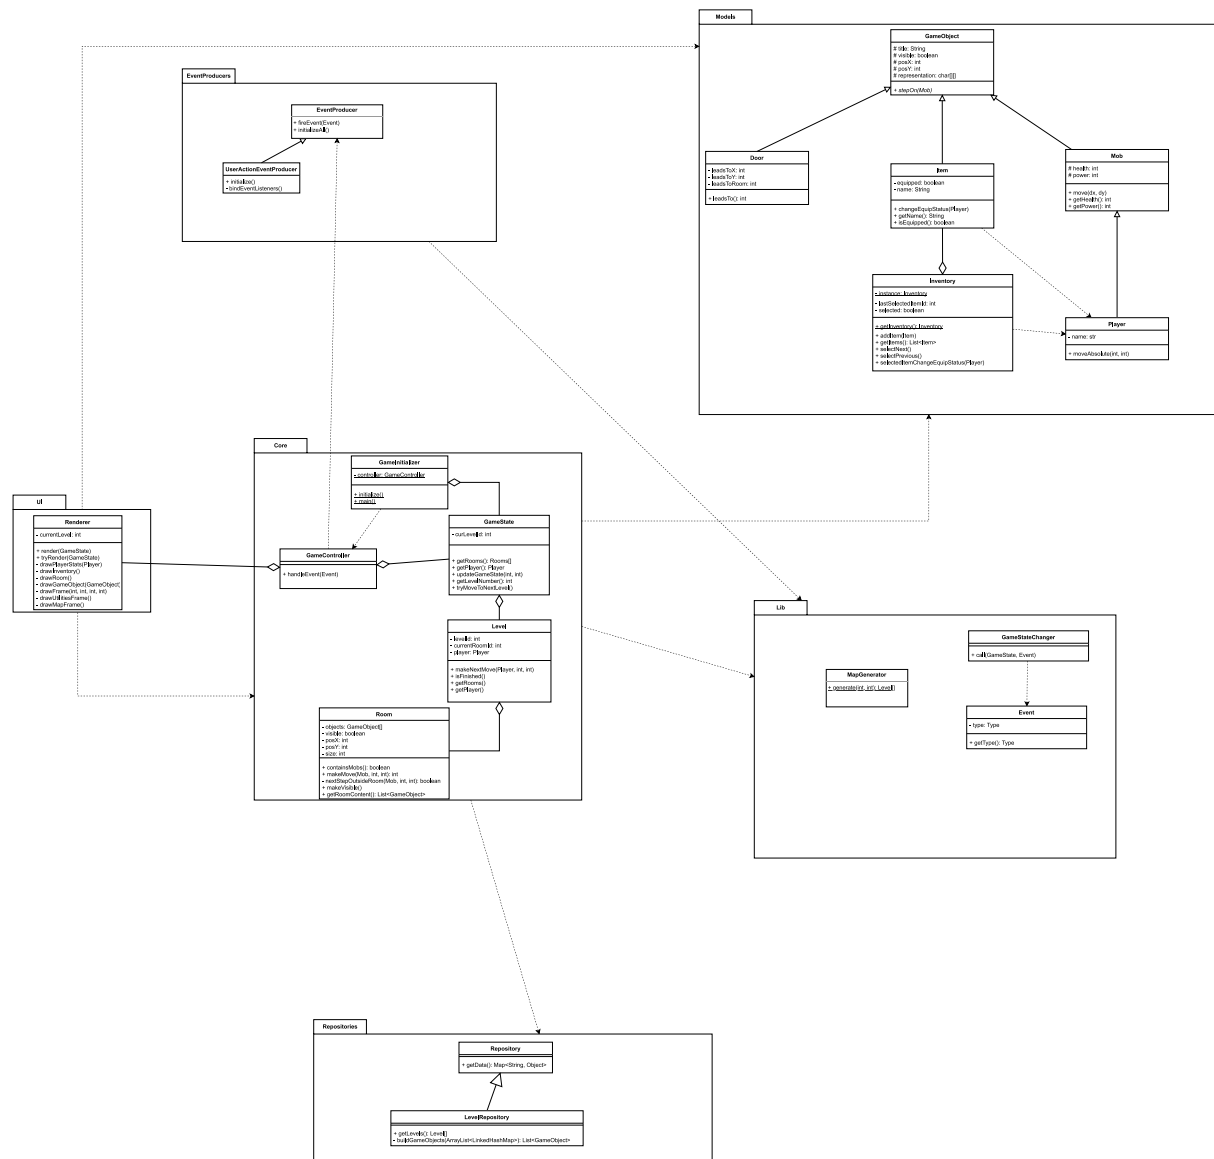 Models
GameObject
# title: String
# visible: boolean
# posX: int
# posY: int
# representation: char[][]
+ stepOn(Mob)
EventProducers
EventProducer
+ fireEvent(Event)
+ initializeAll()
UserActionEventProducer
+ initialize()
- bindEventListeners()
Door
- leadsToX: int
- leadsToY: int
- leadsToRoom: int
+ leadsTo(): int
Item
- equipped: boolean
- name: String
+ changeEquipStatus(Player)
+ getName(): String
+ isEquipped(): boolean
Mob
# health: int
# power: int
+ move(dx, dy)
+ getHealth(): int
+ getPower(): int
Inventory
- instance: Inventory
- lastSelectedItemId: int
- selected: boolean
+ getInventory(): Inventory
+ addItem(Item)
+ getItems(): List<Item>
+ selectNext()
+ selectPrevious()
+ selectedItemChangeEquipStatus(Player)
Player
- name: str
+ moveAbsolute(int, int)
Core
GameInitializer
- controller: GameController
+ initialize()
+ main()
UI
Renderer
- currentLevel: int
+ render(GameState)
+ tryRender(GameState)
- drawPlayerStats(Player)
- drawInventory()
- drawRoom()
- drawGameObject(GameObject)
- drawFrame(int, int, int, int)
- drawUtilitiesFrame()
- drawMapFrame()
GameController
+ handleEvent(Event)
GameState
- curLevelId: int
+ getRooms(): Rooms[]
+ getPlayer(): Player
+ updateGameState(int, int)
+ getLevelNumber(): int
+ tryMoveToNextLevel()
Level
- levelId: int
- currentRoomId: int
- player: Player
+ makeNextMove(Player, int, int)
+ isFinished()
+ getRooms()
+ getPlayer()
Room
- objects: GameObject[]
- visible: boolean
- posX: int
- posY: int
- size: int
+ containsMobs(): boolean
+ makeMove(Mob, int, int): int
- nextStepOutsideRoom(Mob, int, int): boolean
+ makeVisible()
+ getRoomContent(): List<GameObject>
Lib
GameStateChanger
+ call(GameState, Event)
MapGenerator
+ generate(int, int): Level[]
Event
- type: Type
+ getType(): Type
Repositories
Repository
+ getData(): Map<String, Object>
LevelRepository
+ getLevels(): Level[]
- buildGameObjects(ArrayList<LinkedHashMap>): List<GameObject>